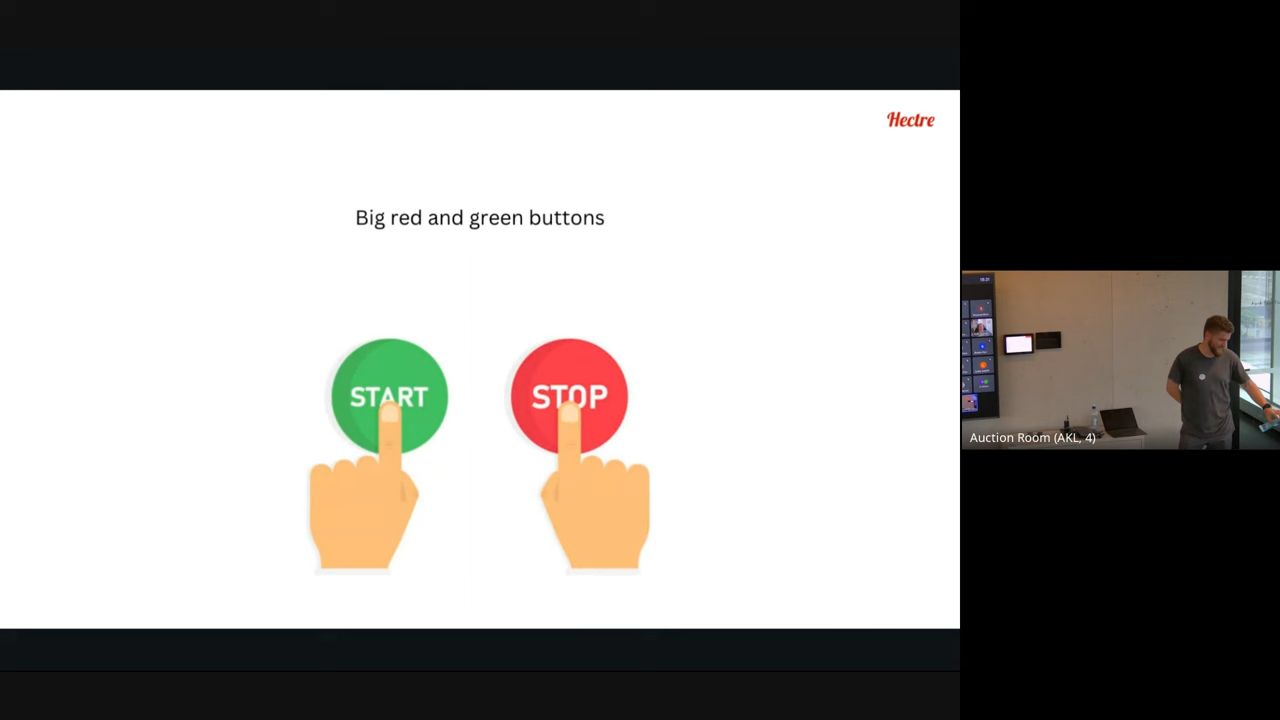 Hectre
Big red and green buttons
START
STOP
Auction Room (AKL, 4)